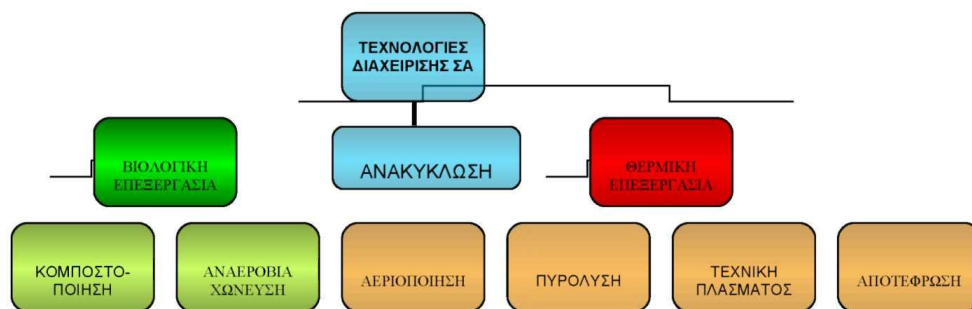 ΤΕΧΝΟΛΟΓΙΕΣ
ΔΙΑΧΕΙΡΙΣΗΣ ΣΑ
ΒΙΟΛΟΓΙΚΗ
ΕΠΕΞΕΡΓΑΣΙΑ
ΑΝΑΚΥΚΛΩΣΗ
ΘΕΡΜΙΚΗ
ΕΠΕΞΕΡΓΑΣΙΑ
ΚΟΜΠΟΣΤΟ-
ΠΟΙΗΣΗ
ΑΝΑΕΡΟΒΙΑ
ΧΩΝΕΥΣΗ
ΑΕΡΙΟΠΟΙΗΣΗ
ΠΥΡΟΛΥΣΗ
ΤΕΧΝΙΚΗ
ΠΛΑΣΜΑΤΟΣ
ΑΠΟΤΕΦΡΩΣΗ